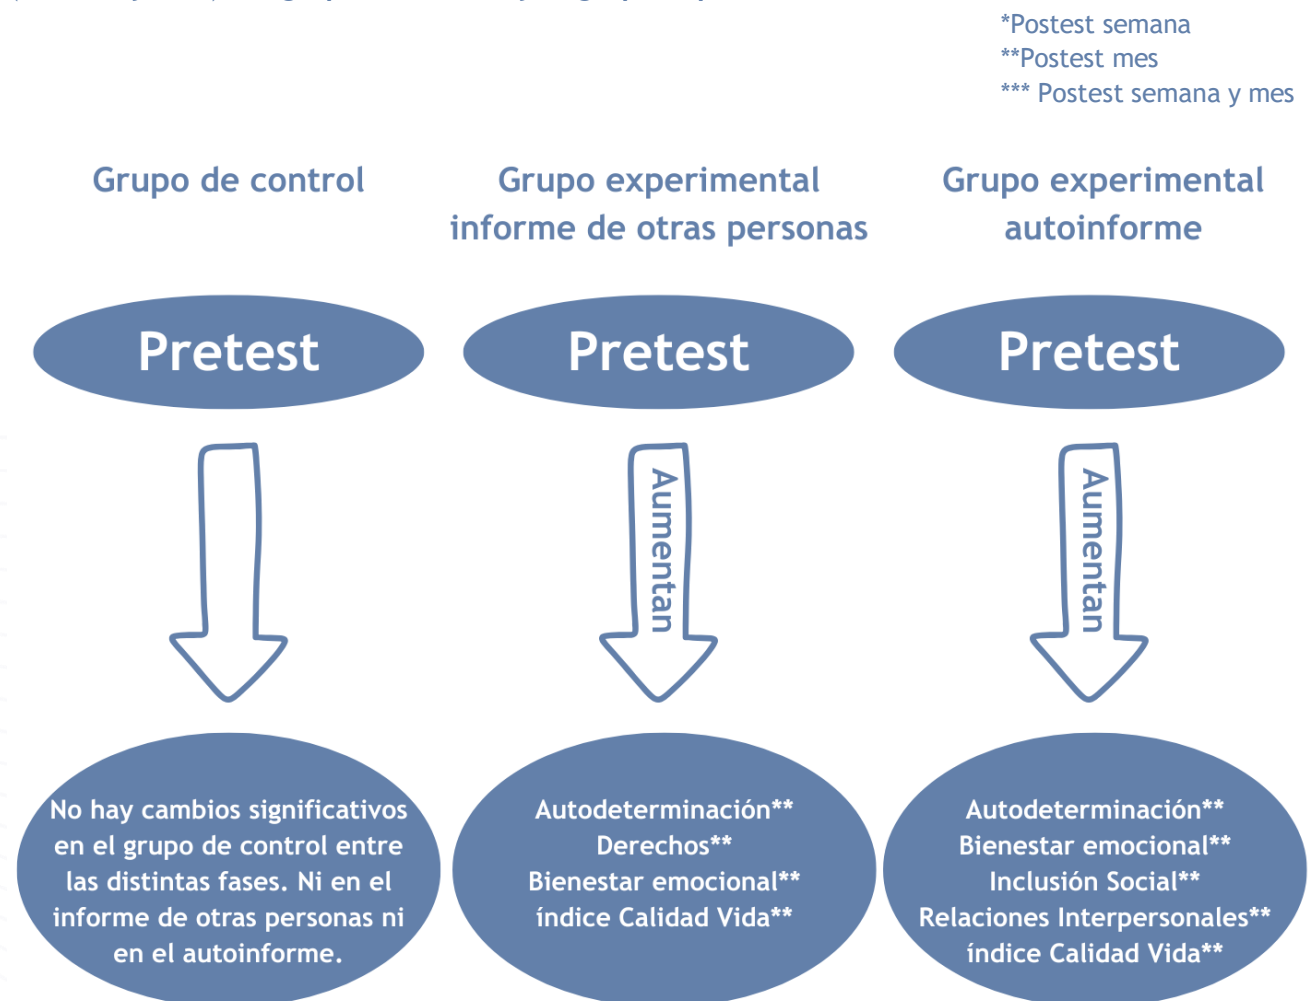 *Postest semana
**Postest mes
*** Postest semana y mes
Grupo de control
Grupo experimental
informe de otras personas
Grupo experimental
autoinforme
Pretest
Pretest
Pretest
Aumentan
Aumentan
No hay cambios significativos
en el grupo de control entre
las distintas fases. Ni en el
informe de otras personas ni
en el autoinforme.
Autodeterminación**
Derechos**
Bienestar emocional**
índice Calidad Vida**
Autodeterminación**
Bienestar emocional**
Inclusión Social**
Relaciones Interpersonales**
índice Calidad Vida**